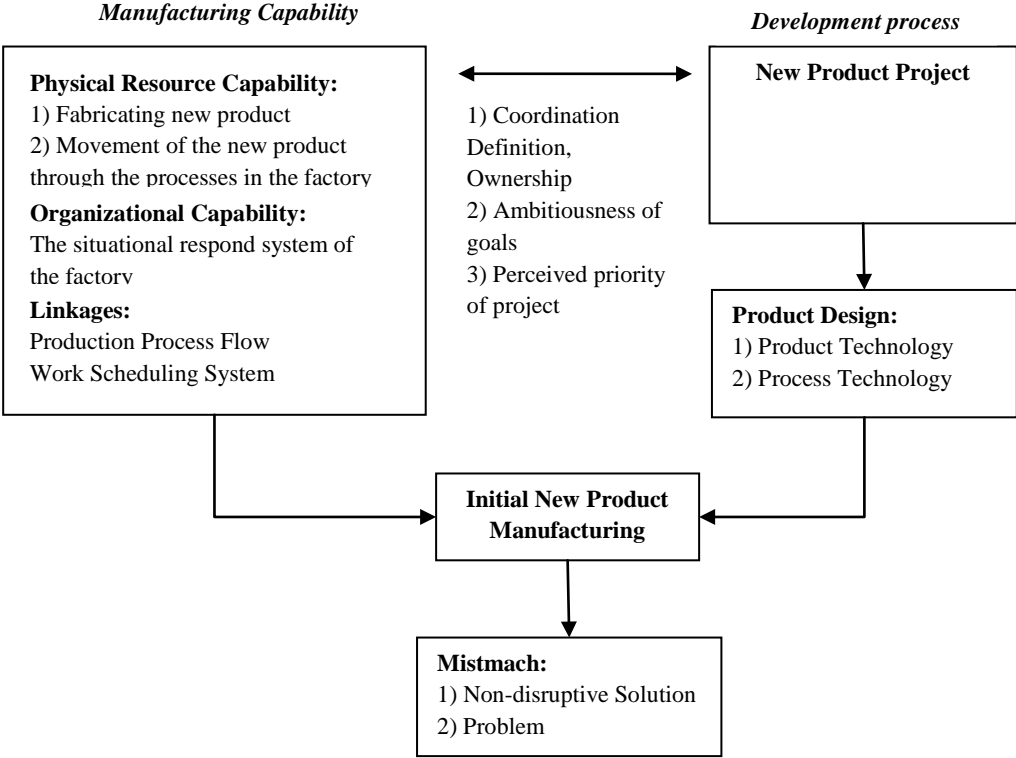 Manufacturing Capability
Physical Resource Capability:
1) Fabricating new product
2) Movement of the new product
through the processes in the factory
Organizational Capability:
The situational respond system of
the factory
Linkages:
Production Process Flow
Work Scheduling System
1) Coordination
Definition,
Ownership
2) Ambitiousness of
goals
3) Perceived priority
of project
Development process
New Product Project
Product Design:
1) Product Technology
2) Process Technology
Initial New Product
Manufacturing
Mistmach:
1) Non-disruptive Solution
2) Problem